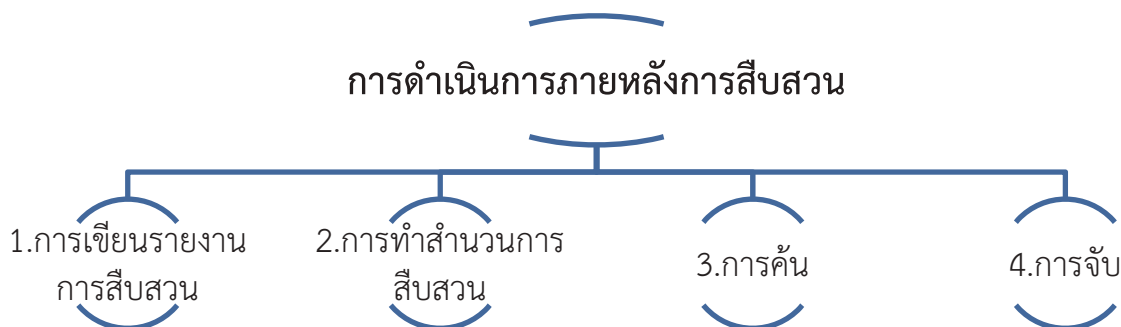 การดำเนินการภายหลังการสืบสวน
1.การเขียนรายงาน
การสืบสวน
2.การทำสำนวนการ
สืบสวน
3.การค้น
4.การจับ